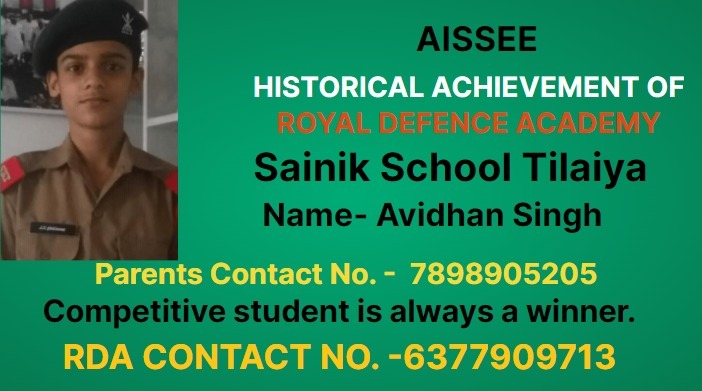 AISSEE
HISTORICAL ACHIEVEMENT OF
ROYAL DEFENCE ACADEMY
Sainik School Tilaiya
Name- Avidhan Singh
Parents Contact No. - 7898905205
Competitive student is always a winner.
RDA CONTACT NO. -6377909713